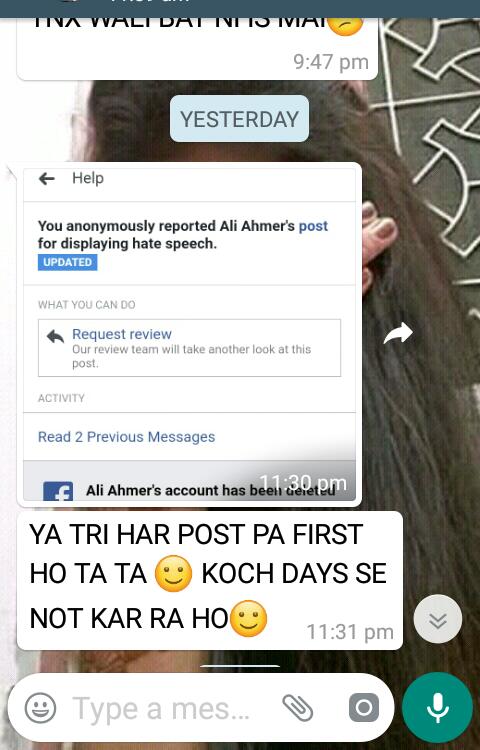 TNX WALI BAT NHS MAI
9:47 pm
YESTERDAY
Help
You anonymously reported Ali Ahmer's post
for displaying hate speech.
UPDATED
WHAT YOU CAN DO
Request review
Our review team will take another look at this
post.
ACTIVITY
Read 2 Previous Messages
Ali Ahmer's account has been deleted
11:30 pm
YA TRI HAR POST PA FIRST
HO TA TA 🙂 KOCH DAYS SE
NOT KAR RA HO🙂
11:31 pm
Type a mes...